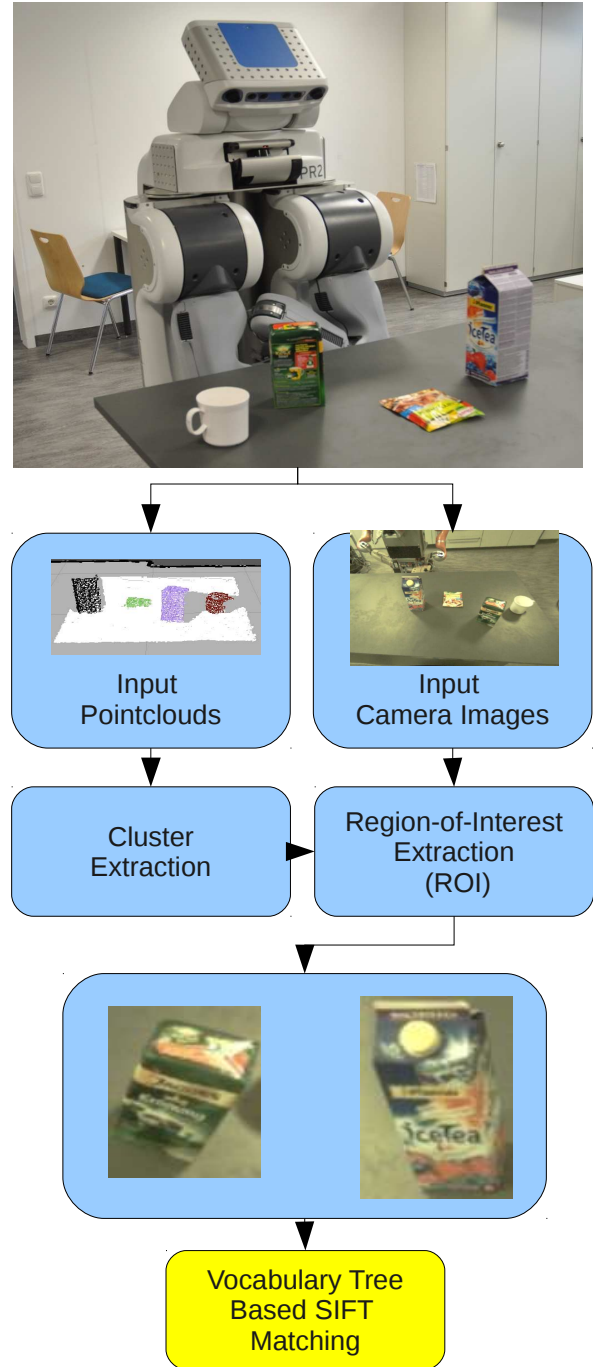 PR2
IceTea
Input
Pointclouds
Input
Camera Images
Cluster
Extraction
Region-of-Interest
Extraction
(ROI)
IceTea
Vocabulary Tree
Based SIFT
Matching